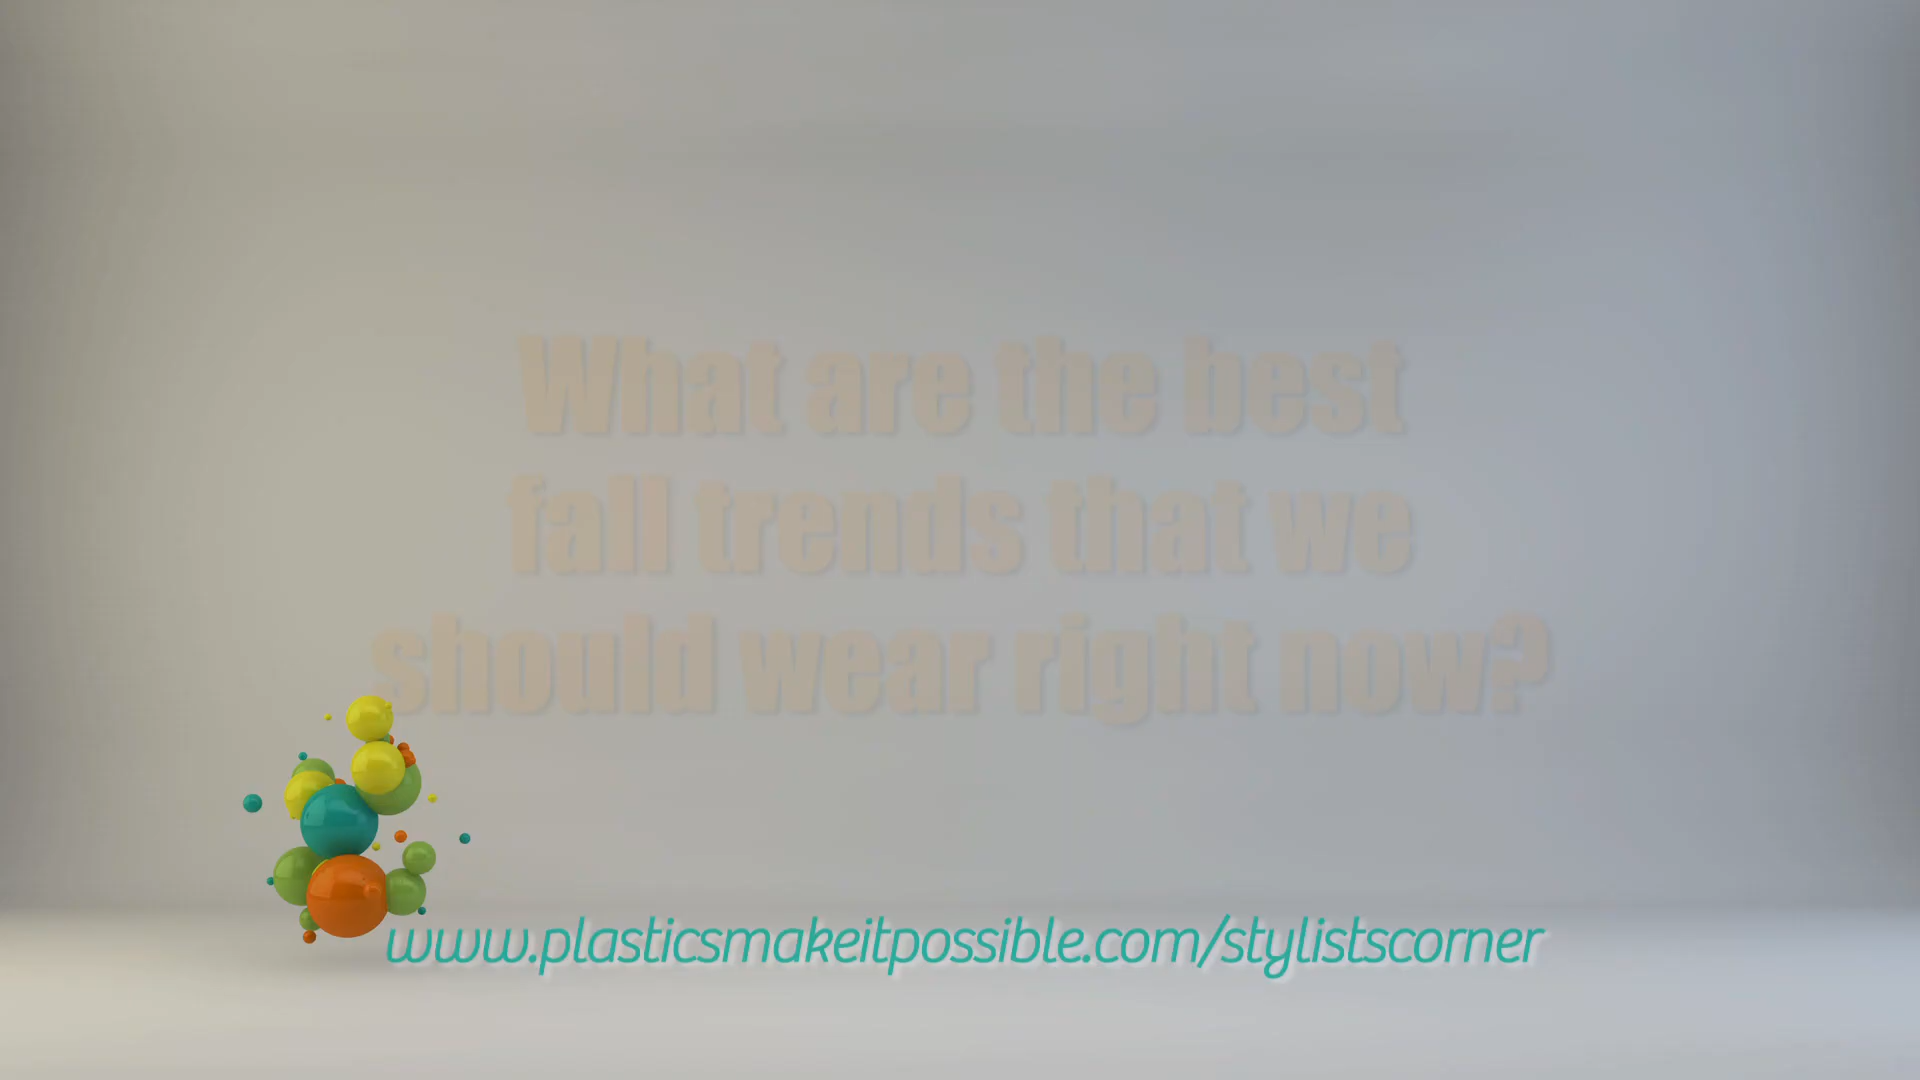 What are the best
fall trends that we
should wear right now?
www.plasticsmakeitpossible.com/stylistscorner